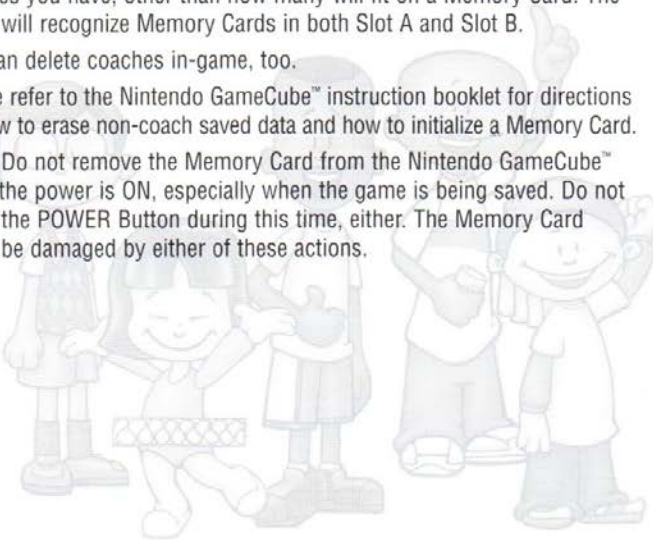 es you have, other than how many will fit on a Memory Card. The
will recognize Memory Cards in both Slot A and Slot B.
an delete coaches in-game, too.
e refer to the Nintendo GameCube™ instruction booklet for directions
w to erase non-coach saved data and how to initialize a Memory Card.
Do not remove the Memory Card from the Nintendo GameCube™
the power is ON, especially when the game is being saved. Do not
the POWER Button during this time, either. The Memory Card
be damaged by either of these actions.